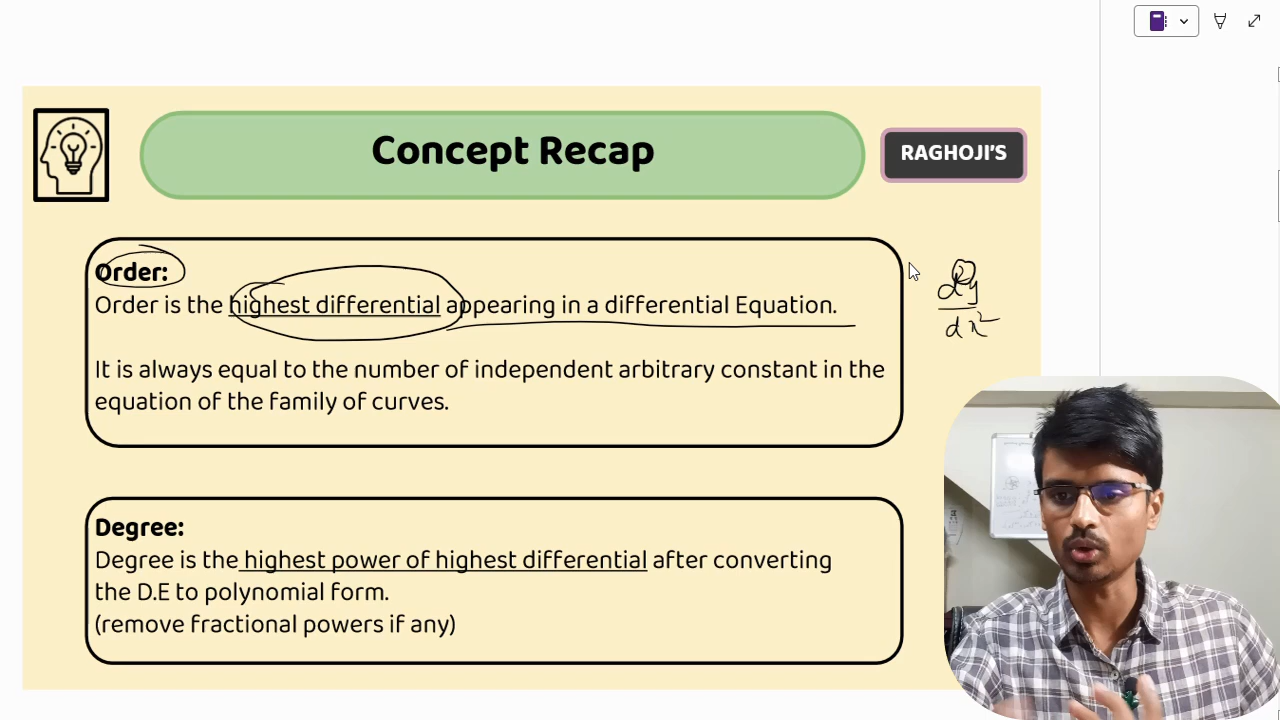 Concept Recap
RAGHOJI'S
Order:
Order is the highest differential appearing in a differential Equation.
It is always equal to the number of independent arbitrary constant in the
equation of the family of curves.
d²y
dx²
Degree:
Degree is the highest power of highest differential after converting
the D.E to polynomial form.
(remove fractional powers if any)